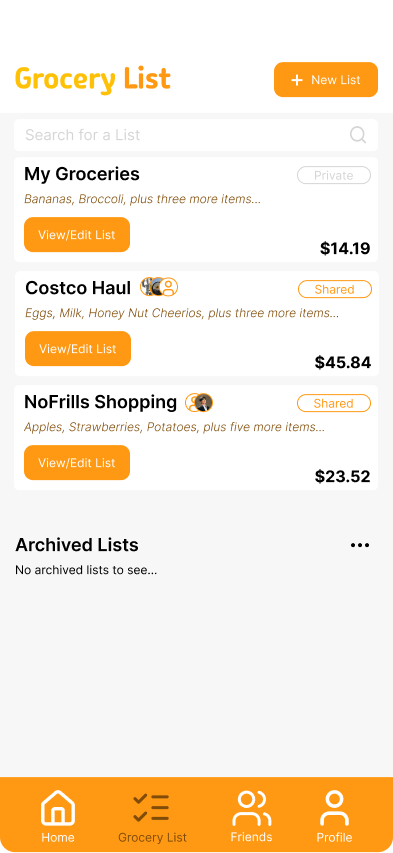 Grocery List
+ New List
Search for a List
My Groceries
Private
Bananas, Broccoli, plus three more items...
View/Edit List
$14.19
Costco Haul
Shared
Eggs, Milk, Honey Nut Cheerios, plus three more items...
View/Edit List
$45.84
NoFrills Shopping
Shared
Apples, Strawberries, Potatoes, plus five more items...
View/Edit List
$23.52
Archived Lists
No archived lists to see...
Home
Grocery List
Friends
Profile